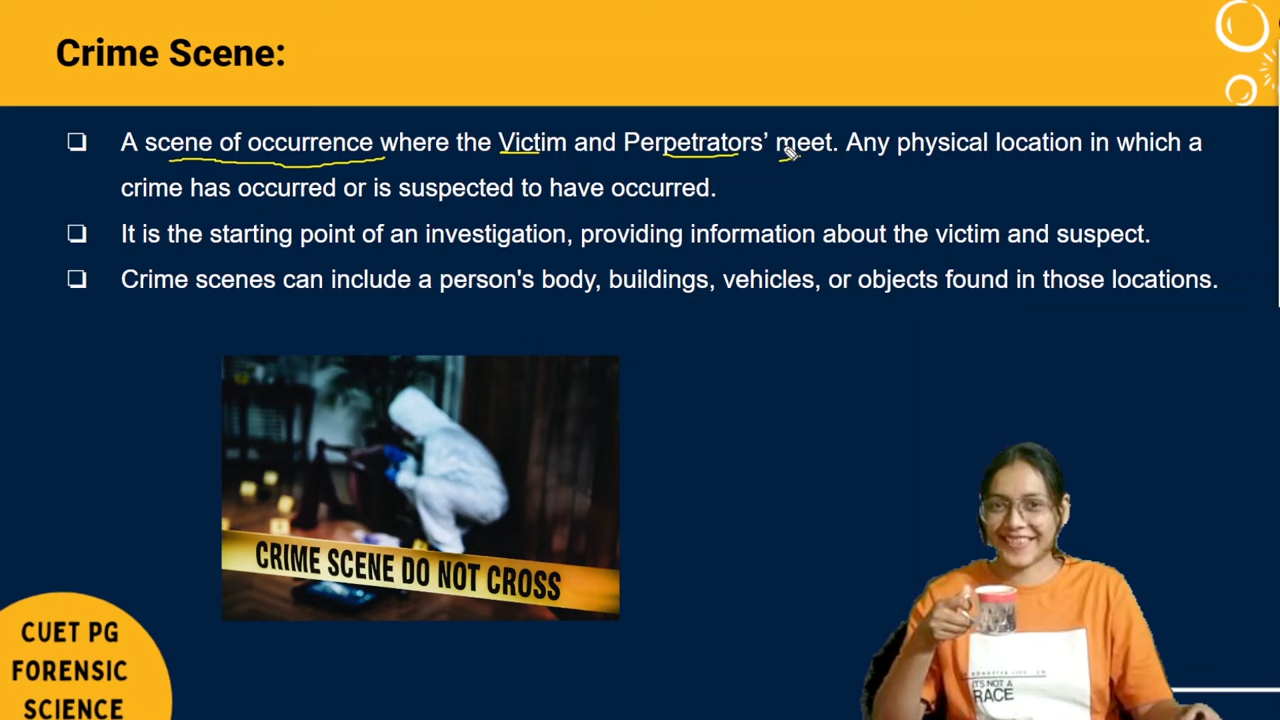 Crime Scene:
❑ A scene of occurrence where the Victim and Perpetrators’ meet. Any physical location in which a
crime has occurred or is suspected to have occurred.
❑ It is the starting point of an investigation, providing information about the victim and suspect.
❑ Crime scenes can include a person's body, buildings, vehicles, or objects found in those locations.
CRIME SCENE DO NOT CROSS
CUET PG
FORENSIC
SCIENCE
ITS NOT A
RACE